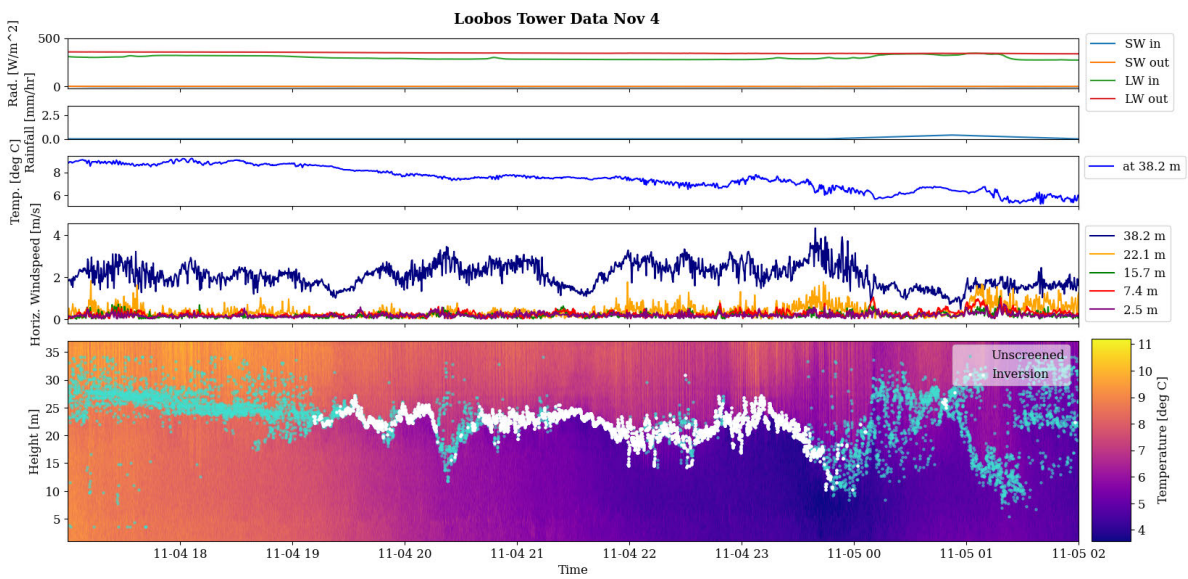 Loobos Tower Data Nov 4
Rad. [W/m^2]
500
0
SW in
SW out
LW in
LW out
Rainfall [mm/hr]
2.5
0.0
Temp. [deg C]
8
6
at 38.2 m
Horiz. Windspeed [m/s]
4
2
0
38.2 m
22.1 m
15.7 m
7.4 m
2.5 m
Height [m]
35
30
25
20
15
10
5
Unscreened
Inversion
11
10
9
8
7
6
5
4
Temperature [deg C]
11-04 18
11-04 19
11-04 20
11-04 21
11-04 22
11-04 23
11-05 00
11-05 01
11-05 02
Time